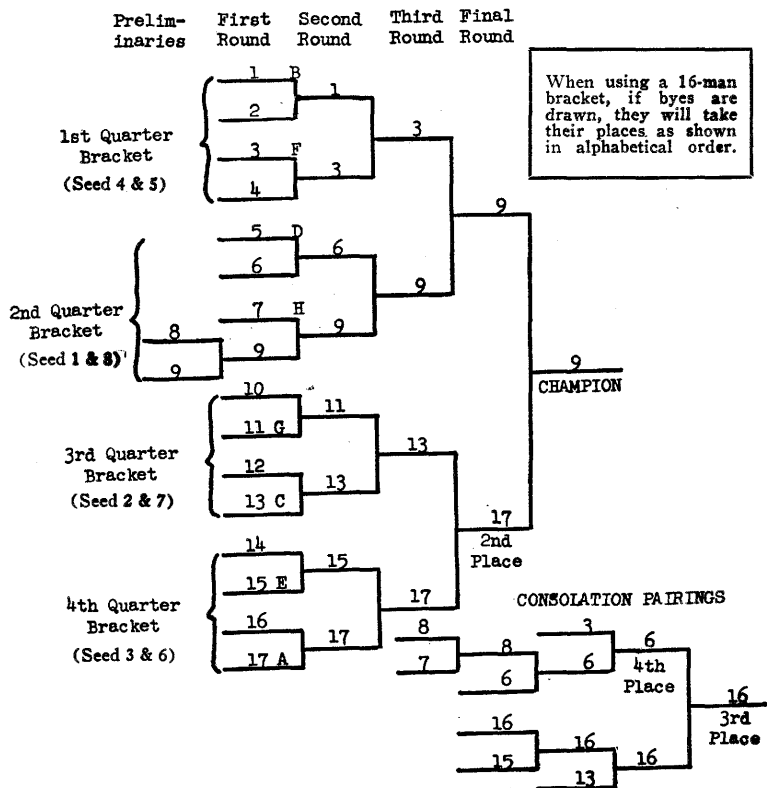 Prelim- First Second Third Final
inaries Round Round Round Round
When using a 16-man
bracket, if byes are
drawn, they will take
their places as shown
in alphabetical order.
1st Quarter
Bracket
(Seed 4 & 5)
1 B
2
1
3 F
4
3
3
2nd Quarter
Bracket
(Seed 1 & 8)
5 D
6
6
7 H
8
9
9
9
9
9
9
CHAMPION
3rd Quarter
Bracket
(Seed 2 & 7)
10
11 G
11
12
13 C
13
13
17
2nd
Place
4th Quarter
Bracket
(Seed 3 & 6)
14
15 E
15
16
17 A
17
17
CONSOLATION PAIRINGS
8
7
8
6
3
6
6
4th
Place
16
15
16
13
16
16
3rd
Place